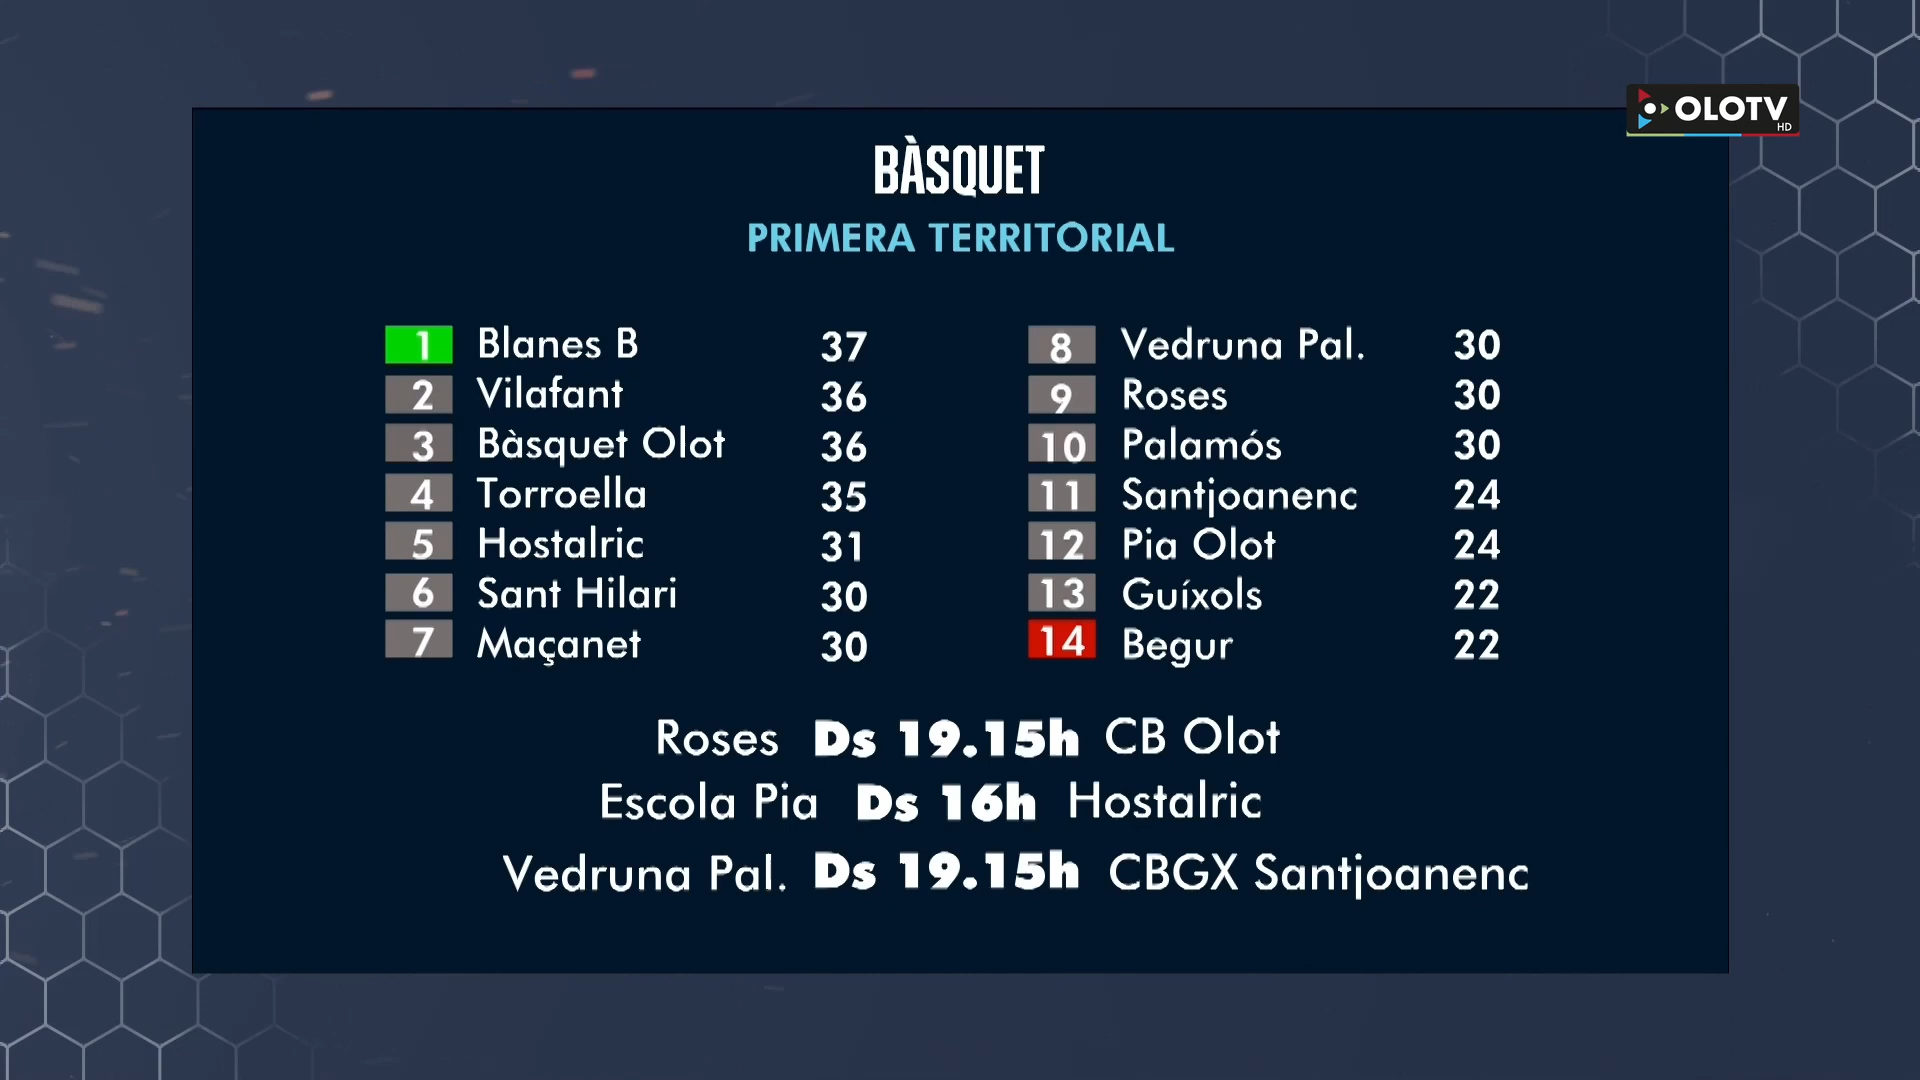 OLOTV
HD
BÀSQUET
PRIMERA TERRITORIAL
1 Blanes B 37
2 Vilafant 36
3 Bàsquet Olot 36
4 Torroella 35
5 Hostalric 31
6 Sant Hilari 30
7 Maçanet 30
8 Vedruna Pal. 30
9 Roses 30
10 Palamós 30
11 Santjoanenc 24
12 Pia Olot 24
13 Guíxols 22
14 Begur 22
Roses Ds 19.15h CB Olot
Escola Pia Ds 16h Hostalric
Vedruna Pal. Ds 19.15h CBGX Santjoanenc